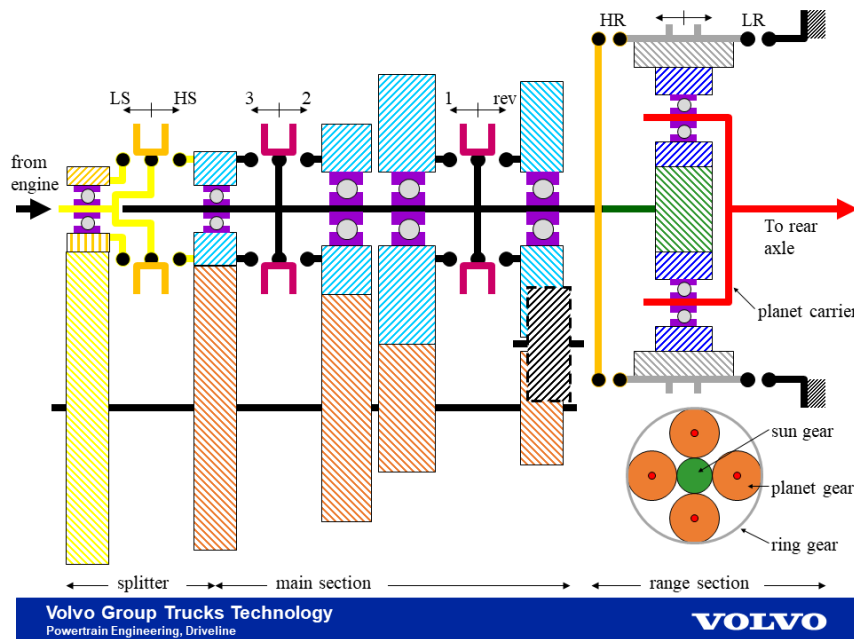 HR
LR
LS
HS
3
2
1
rev
from
engine
To rear
axle
planet carrier
sun gear
planet gear
ring gear
splitter
main section
range section
Volvo Group Trucks Technology
Powertrain Engineering, Driveline
VOLVO